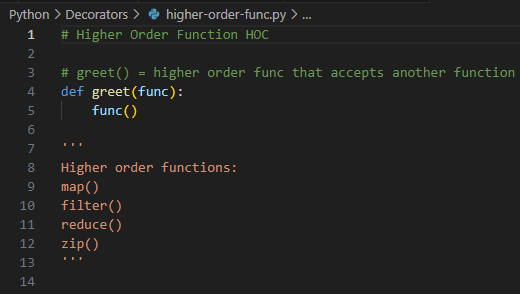 Python > Decorators > higher-order-func.py > ...
1 # Higher Order Function HOC
2
3 # greet() = higher order func that accepts another function
4 def greet(func):
5 func()
6
7 '''
8 Higher order functions:
9 map()
10 filter()
11 reduce()
12 zip()
13 '''
14